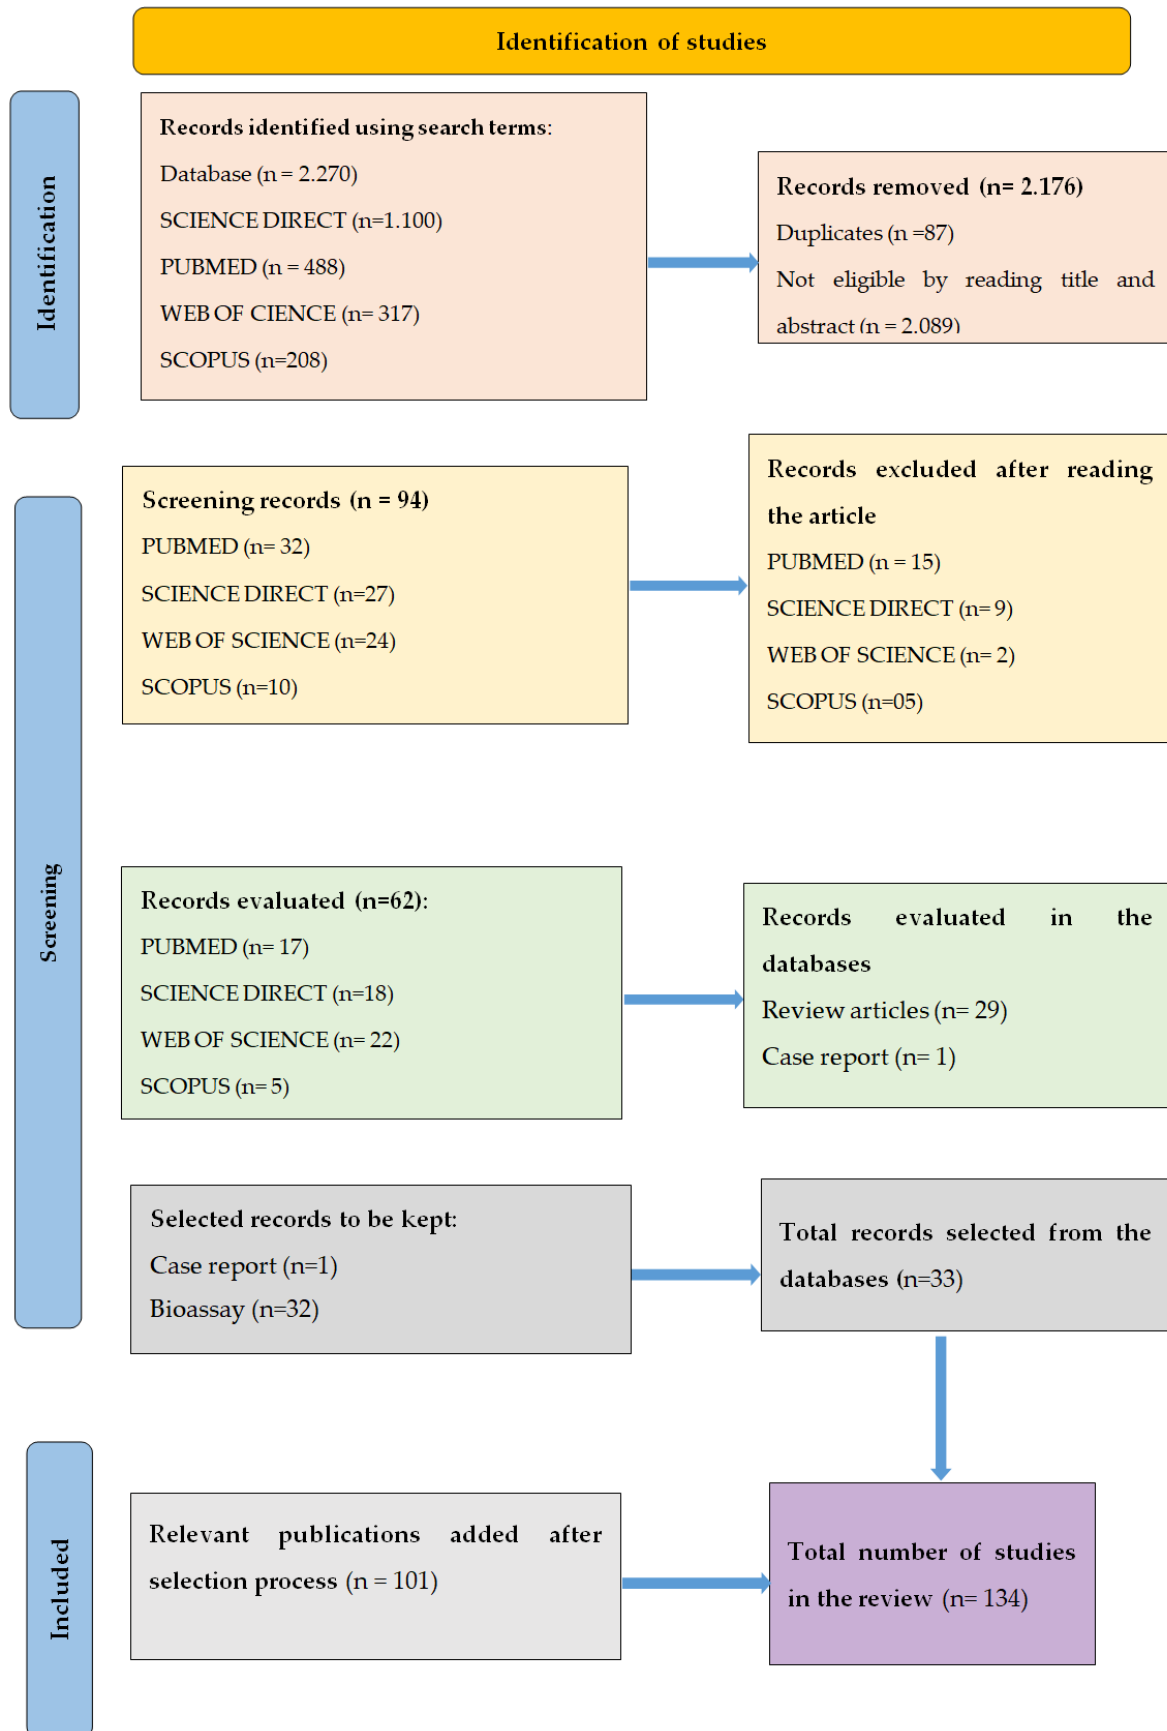 Identification of studies
Identification
Records identified using search terms:
Database (n = 2.270)
SCIENCE DIRECT (n=1.100)
PUBMED (n = 488)
WEB OF CIENCE (n= 317)
SCOPUS (n=208)
Records removed (n= 2.176)
Duplicates (n =87)
Not eligible by reading title and
abstract (n = 2.089)
Screening
Screening records (n = 94)
PUBMED (n= 32)
SCIENCE DIRECT (n=27)
WEB OF SCIENCE (n=24)
SCOPUS (n=10)
Records excluded after reading
the article
PUBMED (n = 15)
SCIENCE DIRECT (n= 9)
WEB OF SCIENCE (n= 2)
SCOPUS (n=05)
Records evaluated (n=62):
PUBMED (n= 17)
SCIENCE DIRECT (n=18)
WEB OF SCIENCE (n= 22)
SCOPUS (n= 5)
Records evaluated in the
databases
Review articles (n= 29)
Case report (n= 1)
Selected records to be kept:
Case report (n=1)
Bioassay (n=32)
Total records selected from the
databases (n=33)
Included
Relevant publications added after
selection process (n = 101)
Total number of studies
in the review (n= 134)